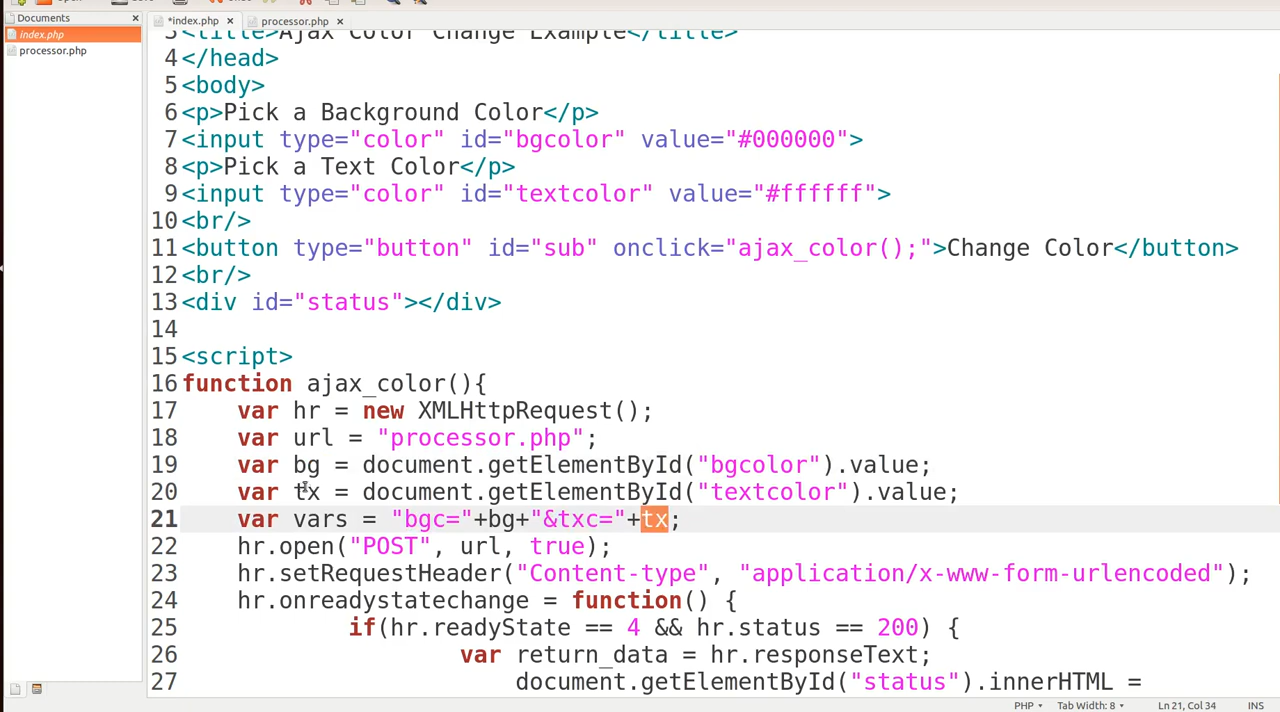 Documents
index.php
processor.php
*index.php
processor.php
3 <title>Ajax Color Change Example</title>
4 </head>
5 <body>
6 <p>Pick a Background Color</p>
7 <input type="color" id="bgcolor" value="#000000">
8 <p>Pick a Text Color</p>
9 <input type="color" id="textcolor" value="#ffffff">
10 <br/>
11 <button type="button" id="sub" onclick="ajax_color();">Change Color</button>
12 <br/>
13 <div id="status"></div>
14
15 <script>
16 function ajax_color(){
17 var hr = new XMLHttpRequest();
18 var url = "processor.php";
19 var bg = document.getElementById("bgcolor").value;
20 var tx = document.getElementById("textcolor").value;
21 var vars = "bgc="+bg+"&txc="+tx;
22 hr.open("POST", url, true);
23 hr.setRequestHeader("Content-type", "application/x-www-form-urlencoded");
24 hr.onreadystatechange = function() {
25 if(hr.readyState == 4 && hr.status == 200) {
26 var return_data = hr.responseText;
27 document.getElementById("status").innerHTML =
PHP Tab Width: 8 Ln 21, Col 34 INS